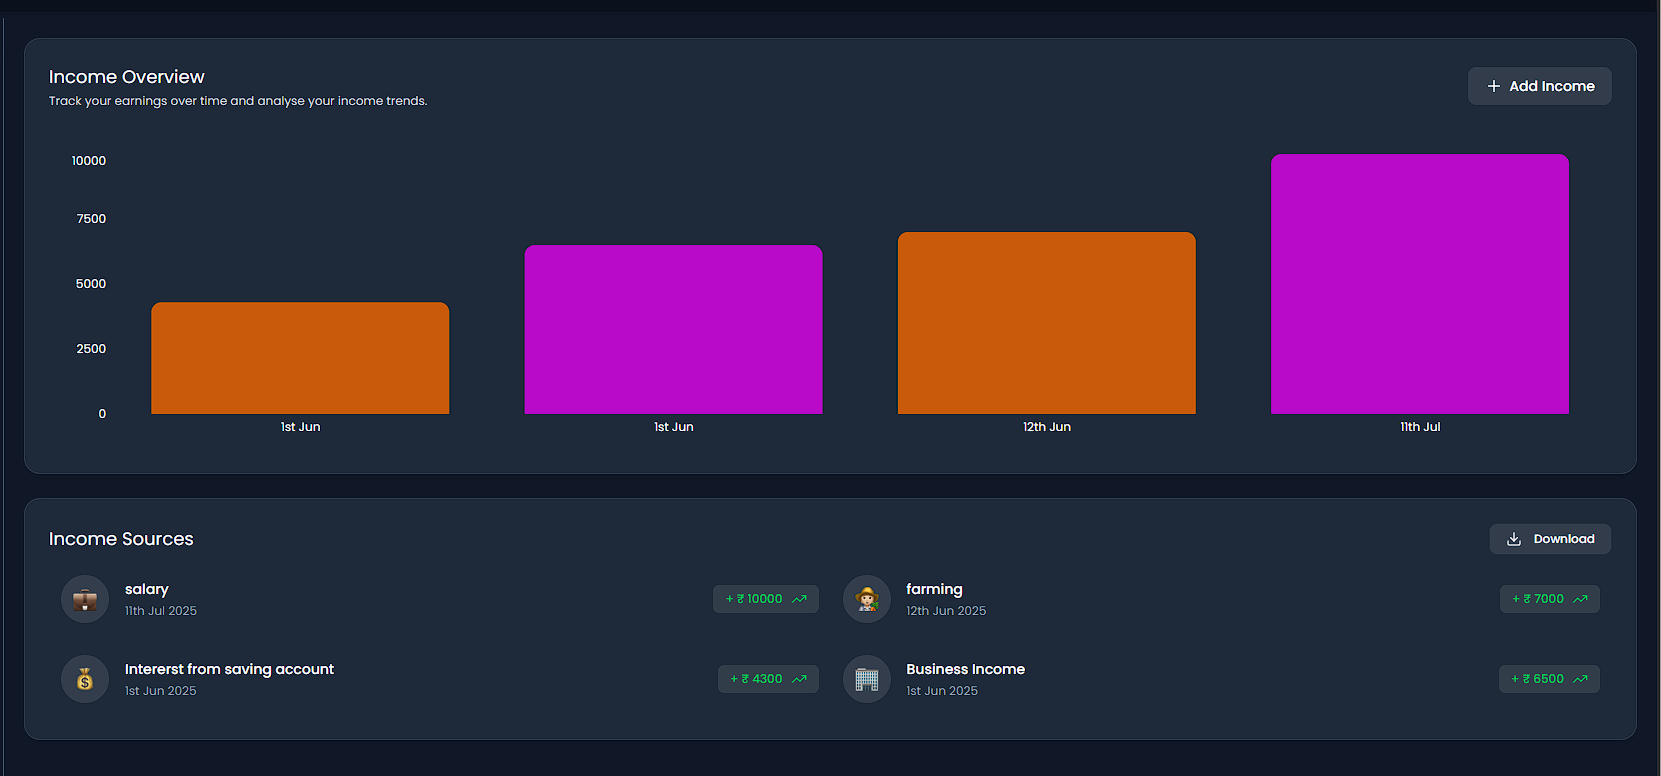 Income Overview
Track your earnings over time and analyse your income trends.
+ Add Income
10000
7500
5000
2500
0
1st Jun
1st Jun
12th Jun
11th Jul
Income Sources
Download
salary
11th Jul 2025
+ ₹ 10000
farming
12th Jun 2025
+ ₹ 7000
Intererst from saving account
1st Jun 2025
+ ₹ 4300
Business Income
1st Jun 2025
+ ₹ 6500